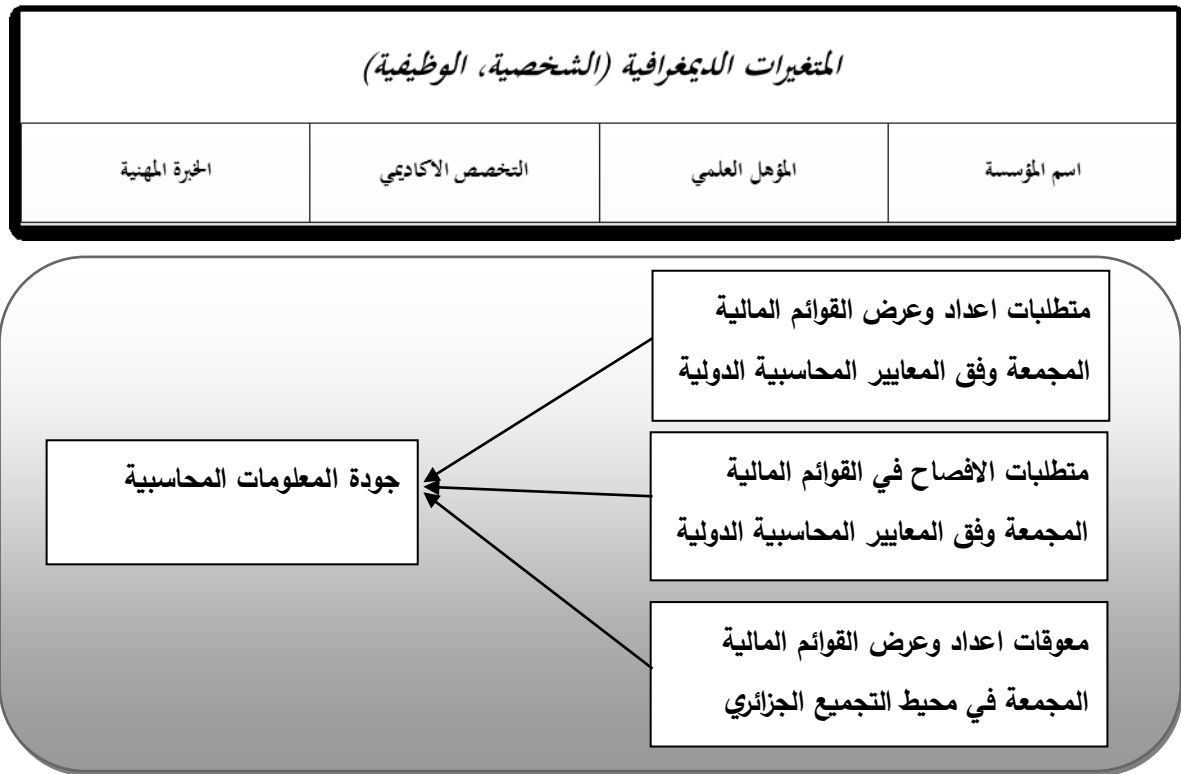 المتغيرات الديمغرافية (الشخصية، الوظيفية)
اسم المؤسسة
المؤهل العلمي
التخصص الاكاديمي
الخبرة المهنية
متطلبات اعداد وعرض القوائم المالية
المجمعة وفق المعايير المحاسبية الدولية
متطلبات الافصاح في القوائم المالية
المجمعة وفق المعايير المحاسبية الدولية
معوقات اعداد وعرض القوائم المالية
المجمعة في محيط التجميع الجزائري
جودة المعلومات المحاسبية